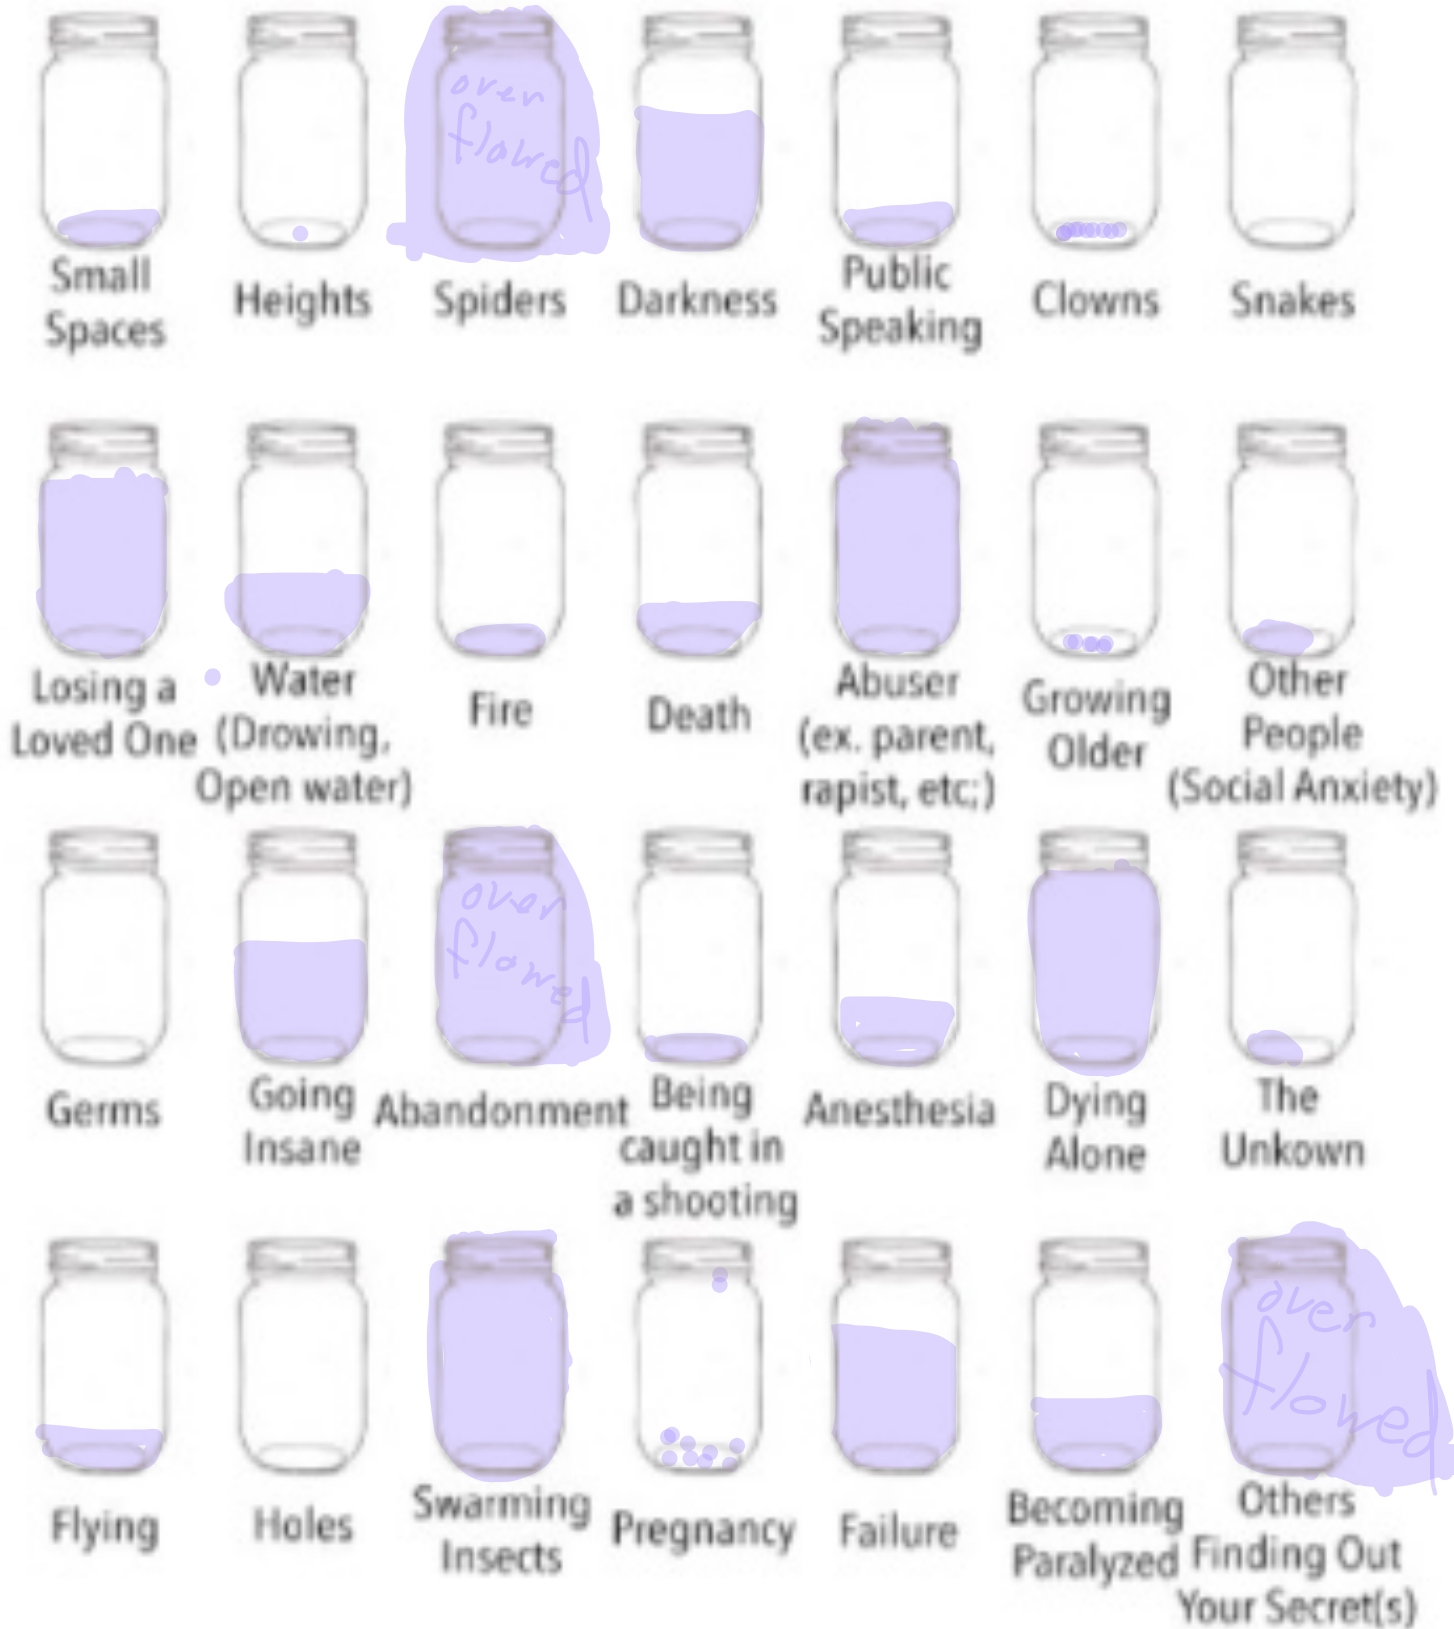 over
flowed
Small
Spaces
Heights
Spiders
Darkness
Public
Speaking
Clowns
Snakes
Losing a
Loved One
Water
(Drowing,
Open water)
Fire
Death
Abuser
(ex. parent,
rapist, etc;)
Growing
Older
Other
People
(Social Anxiety)
over
flowed
Germs
Going
Insane
Abandonment
Being
caught in
a shooting
Anesthesia
Dying
Alone
The
Unkown
over
flowed
Flying
Holes
Swarming
Insects
Pregnancy
Failure
Becoming
Paralyzed
Others
Finding Out
Your Secret(s)